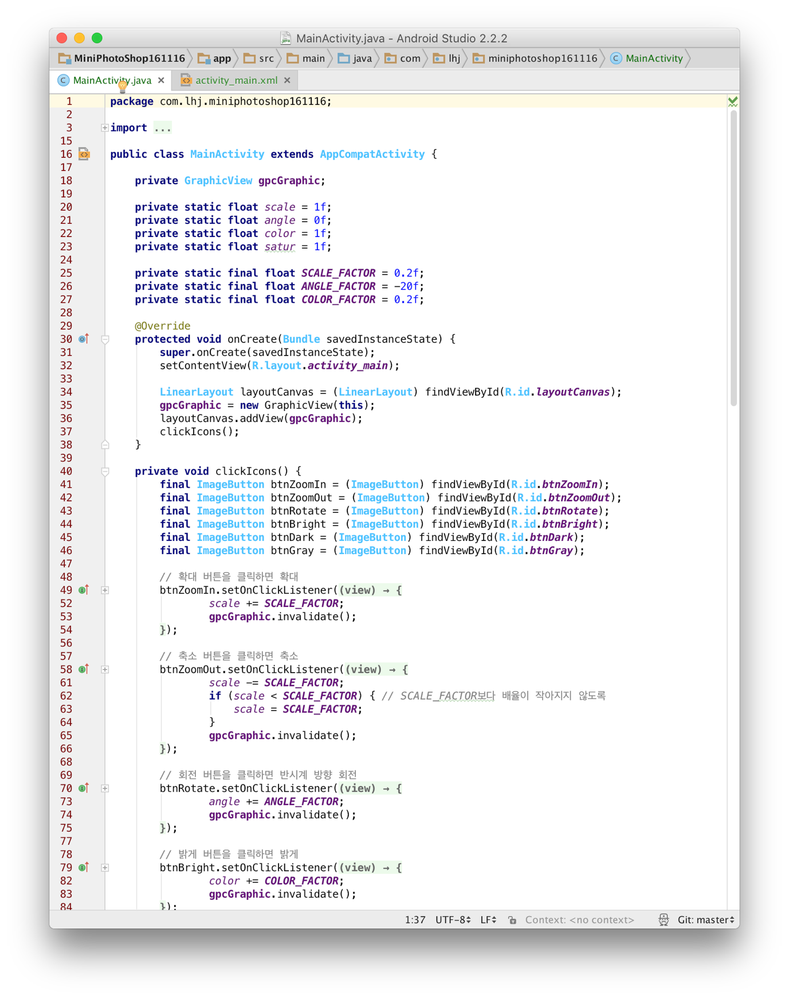 MainActivity.java - Android Studio 2.2.2
MiniPhotoShop161116 app src main java com lhj miniphotoshop161116 MainActivity
MainActivity.java activity_main.xml
1 package com.lhj.miniphotoshop161116;
2
3 import ...
15
16 public class MainActivity extends AppCompatActivity {
17
18 private GraphicView gpcGraphic;
19
20 private static float scale = 1f;
21 private static float angle = 0f;
22 private static float color = 1f;
23 private static float satur = 1f;
24
25 private static final float SCALE_FACTOR = 0.2f;
26 private static final float ANGLE_FACTOR = -20f;
27 private static final float COLOR_FACTOR = 0.2f;
28
29 @Override
30 protected void onCreate(Bundle savedInstanceState) {
31 super.onCreate(savedInstanceState);
32 setContentView(R.layout.activity_main);
33
34 LinearLayout layoutCanvas = (LinearLayout) findViewById(R.id.layoutCanvas);
35 gpcGraphic = new GraphicView(this);
36 layoutCanvas.addView(gpcGraphic);
37 clickIcons();
38 }
39
40 private void clickIcons() {
41 final ImageButton btnZoomIn = (ImageButton) findViewById(R.id.btnZoomIn);
42 final ImageButton btnZoomOut = (ImageButton) findViewById(R.id.btnZoomOut);
43 final ImageButton btnRotate = (ImageButton) findViewById(R.id.btnRotate);
44 final ImageButton btnBright = (ImageButton) findViewById(R.id.btnBright);
45 final ImageButton btnDark = (ImageButton) findViewById(R.id.btnDark);
46 final ImageButton btnGray = (ImageButton) findViewById(R.id.btnGray);
47
48 // 확대 버튼을 클릭하면 확대
49 btnZoomIn.setOnClickListener((view) → {
52 scale += SCALE_FACTOR;
53 gpcGraphic.invalidate();
54 });
56
57 // 축소 버튼을 클릭하면 축소
58 btnZoomOut.setOnClickListener((view) → {
61 scale -= SCALE_FACTOR;
62 if (scale < SCALE_FACTOR) { // SCALE_FACTOR보다 배율이 작아지지 않도록
63 scale = SCALE_FACTOR;
64 }
65 gpcGraphic.invalidate();
66 });
68
69 // 회전 버튼을 클릭하면 반시계 방향 회전
70 btnRotate.setOnClickListener((view) → {
73 angle += ANGLE_FACTOR;
74 gpcGraphic.invalidate();
75 });
77
78 // 밝게 버튼을 클릭하면 밝게
79 btnBright.setOnClickListener((view) → {
82 color += COLOR_FACTOR;
83 gpcGraphic.invalidate();
84 });
1:37 UTF-8 LF Context: <no context> Git: master